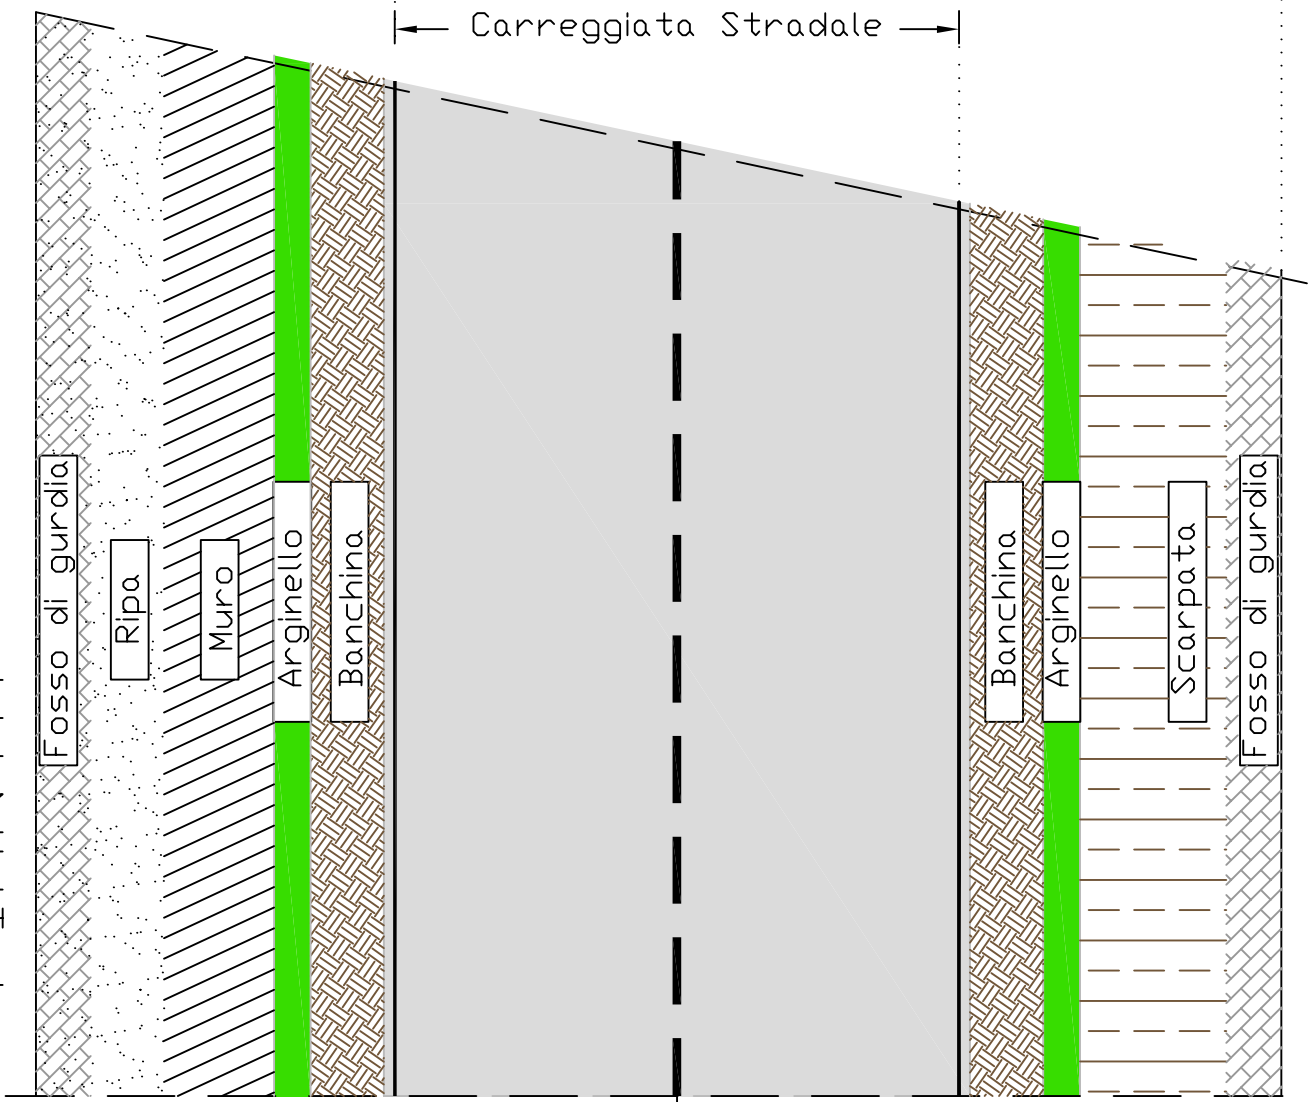 Carreggiata Stradale
Fosso di gurdia
Ripa
Muro
Arginello
Banchina
Banchina
Arginello
Scarpata
Fosso di gurdia